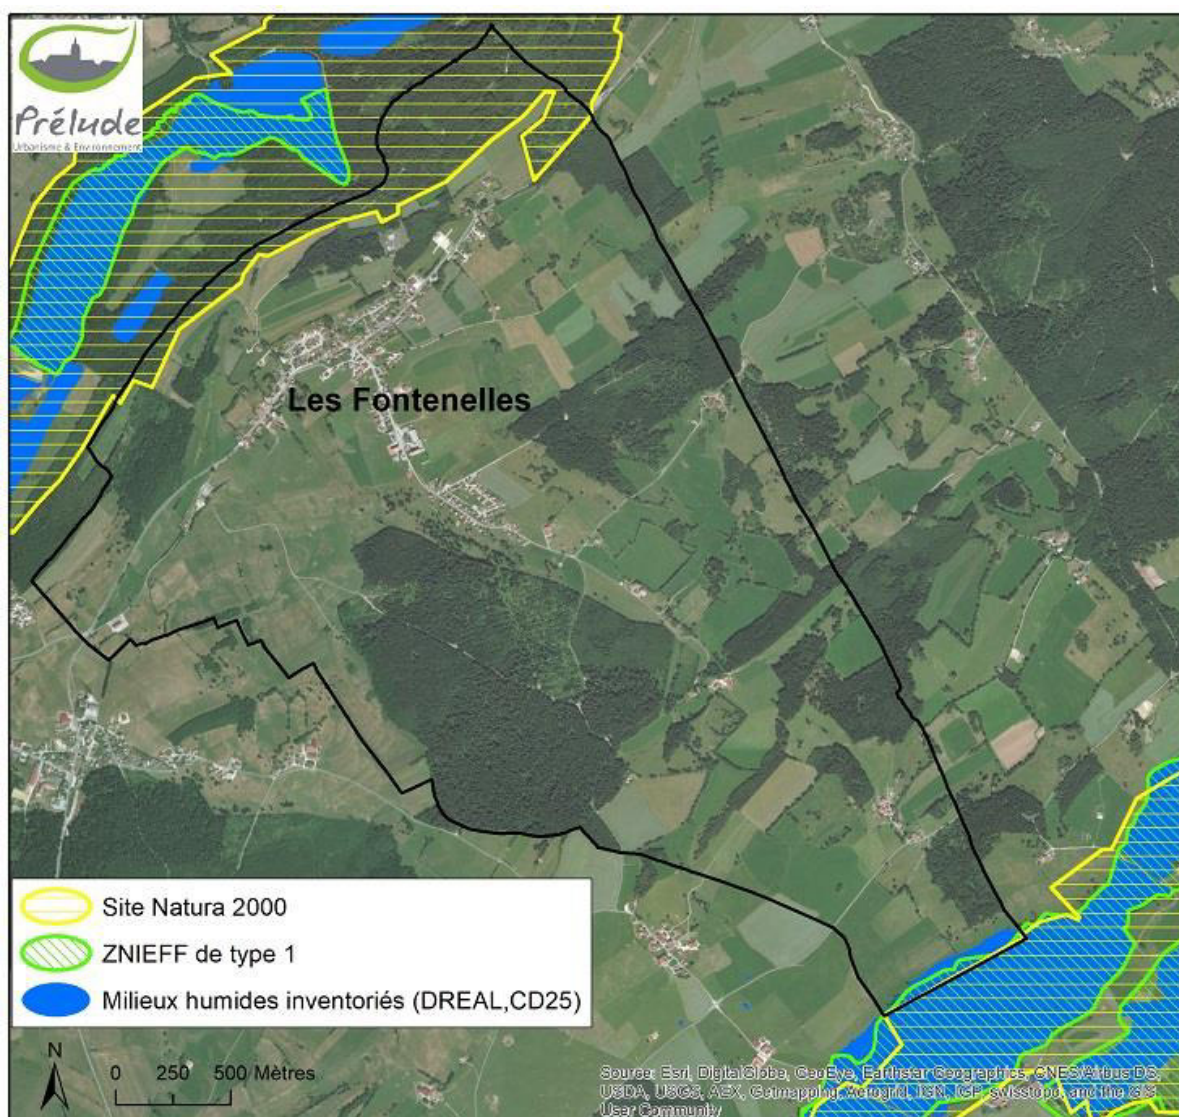 Prélude
Urbanisme & Environnement
Les Fontenelles
Site Natura 2000
ZNIEFF de type 1
Milieux humides inventoriés (DREAL,CD25)
N
0 250 500 Mètres
Source: Esri, DigitalGlobe, GeoEye, Earthstar Geographics, CNES/Airbus DS,
USDA, USGS, AEX, Getmapping, Aerogrid, IGN, IGP, swisstopo, and the GIS
User Community